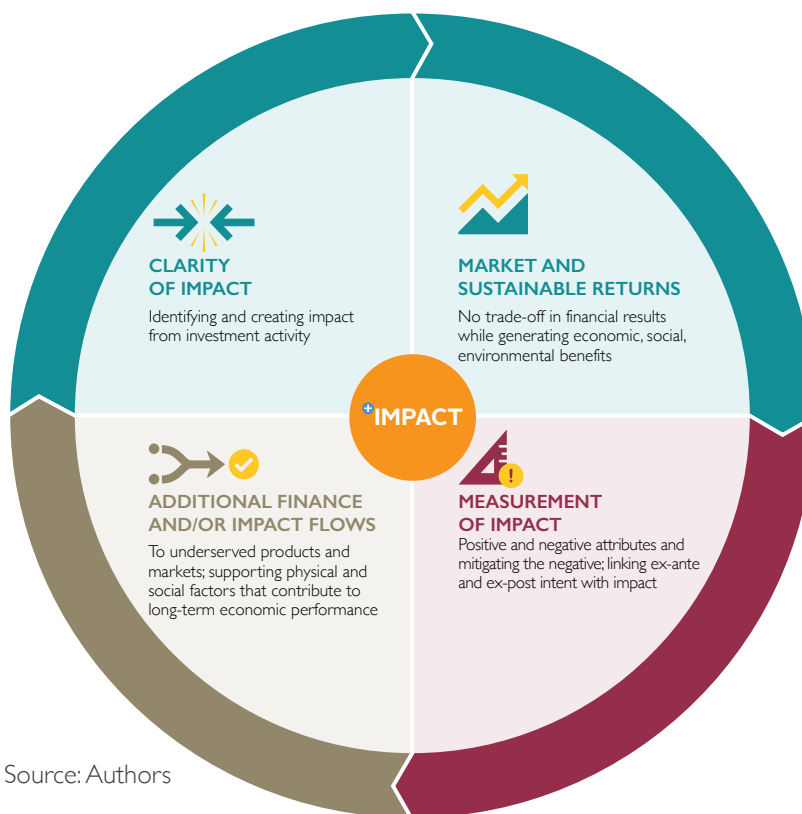 CLARITY
OF IMPACT
Identifying and creating impact
from investment activity
MARKET AND
SUSTAINABLE RETURNS
No trade-off in financial results
while generating economic, social,
environmental benefits
+IMPACT
ADDITIONAL FINANCE
AND/OR IMPACT FLOWS
To underserved products and
markets; supporting physical and
social factors that contribute to
long-term economic performance
!
MEASUREMENT
OF IMPACT
Positive and negative attributes and
mitigating the negative; linking ex-ante
and ex-post intent with impact
Source: Authors